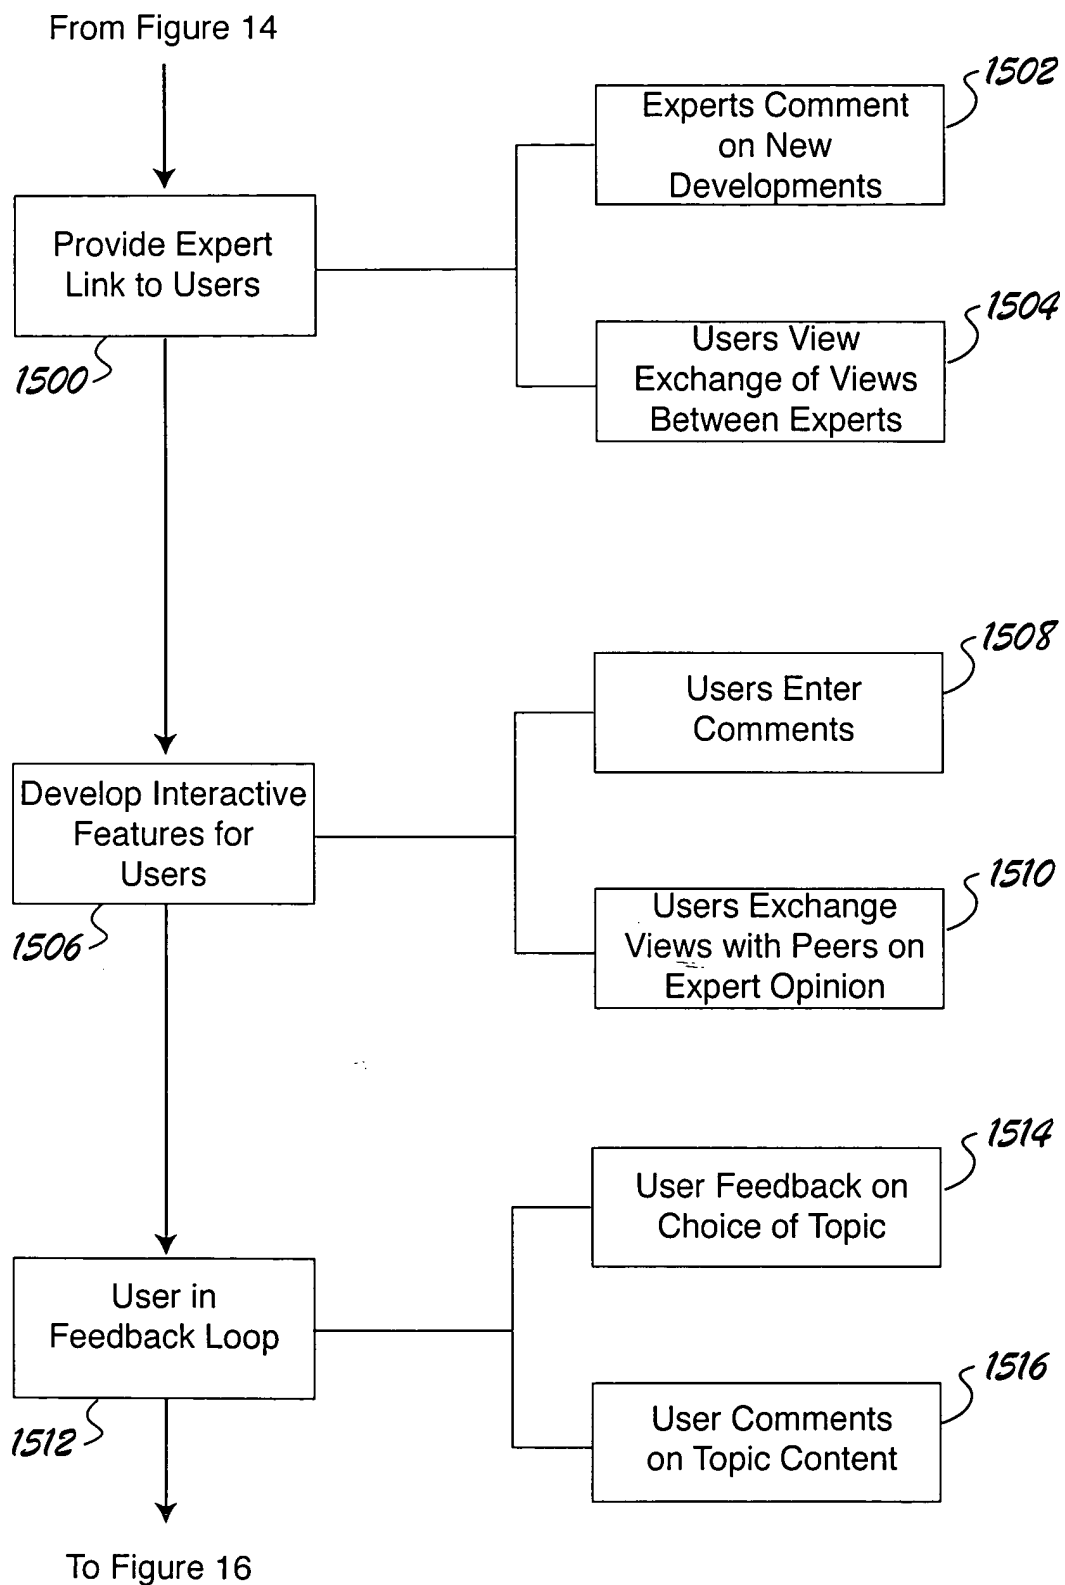 From Figure 14
1502
Experts Comment
on New
Developments
Provide Expert
Link to Users
1500
1504
Users View
Exchange of Views
Between Experts
1508
Users Enter
Comments
Develop Interactive
Features for
Users
1506
1510
Users Exchange
Views with Peers on
Expert Opinion
1514
User Feedback on
Choice of Topic
User in
Feedback Loop
1512
1516
User Comments
on Topic Content
To Figure 16